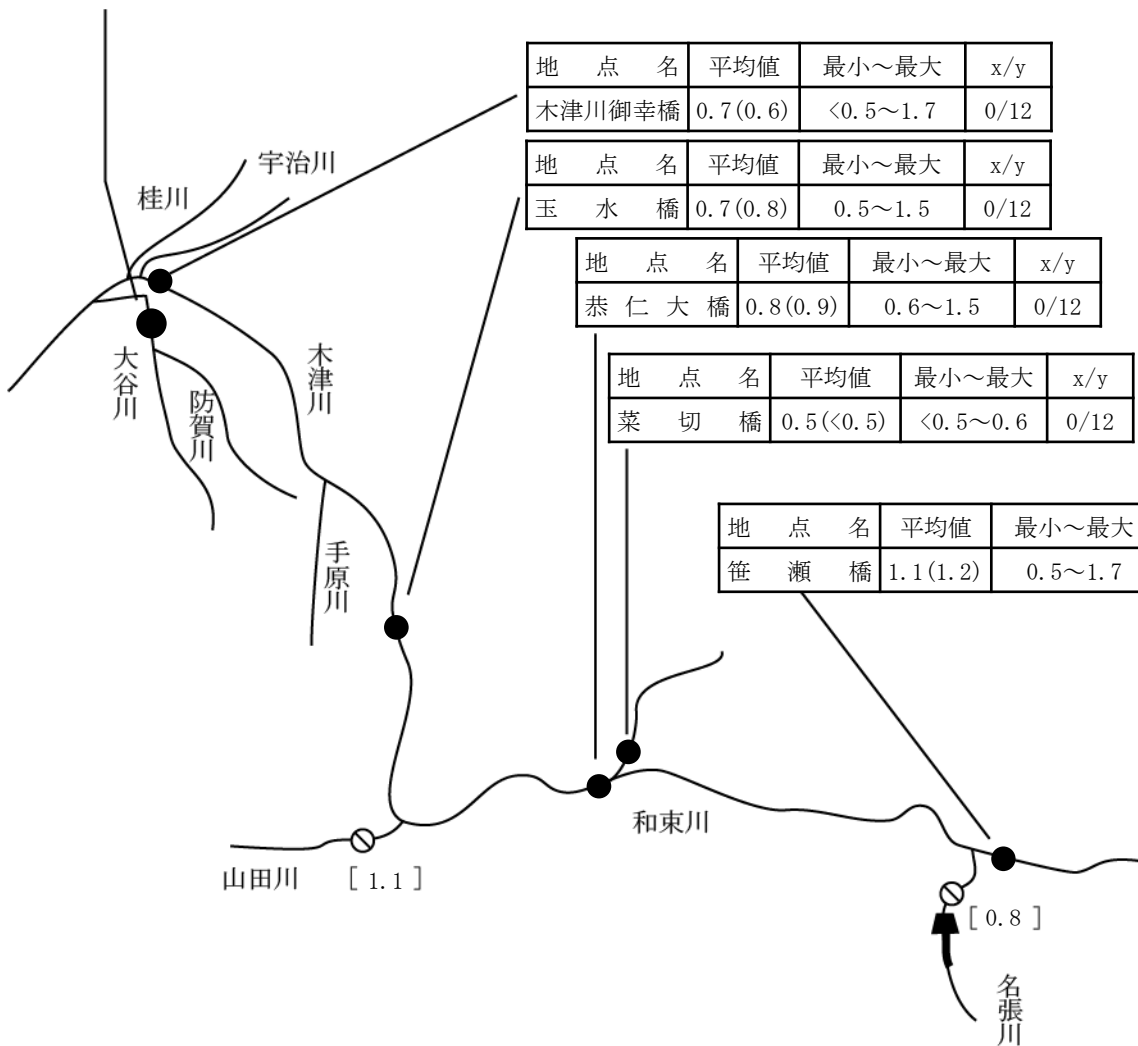 地点名 平均値 最小～最大 x/y
木津川御幸橋 0.7(0.6) <0.5～1.7 0/12
地点名 平均値 最小～最大 x/y
玉水橋 0.7(0.8) 0.5～1.5 0/12
地点名 平均値 最小～最大 x/y
恭仁大橋 0.8(0.9) 0.6～1.5 0/12
地点名 平均値 最小～最大 x/y
菜切橋 0.5(<0.5) <0.5～0.6 0/12
地点名 平均値 最小～最大
笹瀬橋 1.1(1.2) 0.5～1.7
宇治川
桂川
大谷川
防賀川
木津川
手原川
和束川
山田川
[ 1.1 ]
[ 0.8 ]
名張川